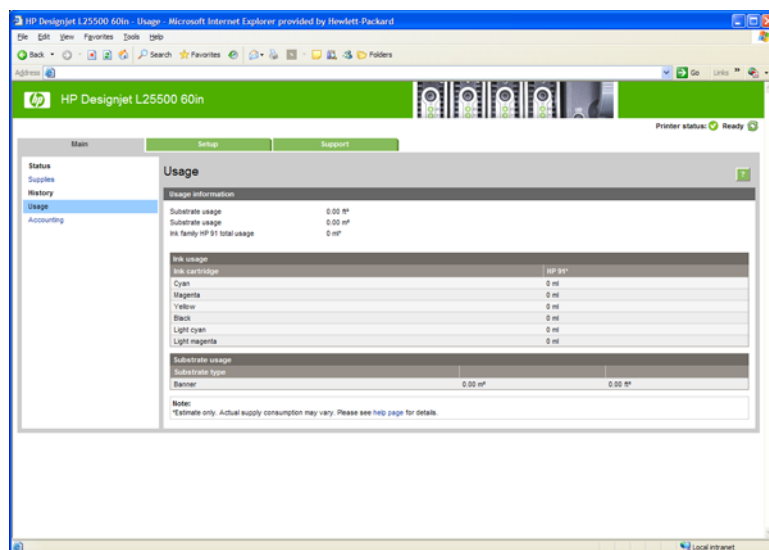 HP Designjet L25500 60in - Usage - Microsoft Internet Explorer provided by Hewlett-Packard
File Edit View Favorites Tools Help
Back Search Favorites Folders
Address Go Links »
hp HP Designjet L25500 60in
Printer status: Ready
Main Setup Support
Status
Supplies
History
Usage
Accounting
Usage
?
Usage information
Substrate usage 0.00 ft²
Substrate usage 0.00 m²
Ink family HP 91 total usage 0 ml*
Ink usage
Ink cartridge HP 91*
Cyan 0 ml
Magenta 0 ml
Yellow 0 ml
Black 0 ml
Light cyan 0 ml
Light magenta 0 ml
Substrate usage
Substrate type
Banner 0.00 m² 0.00 ft²
Note:
*Estimate only. Actual supply consumption may vary. Please see help page for details.
Local intranet